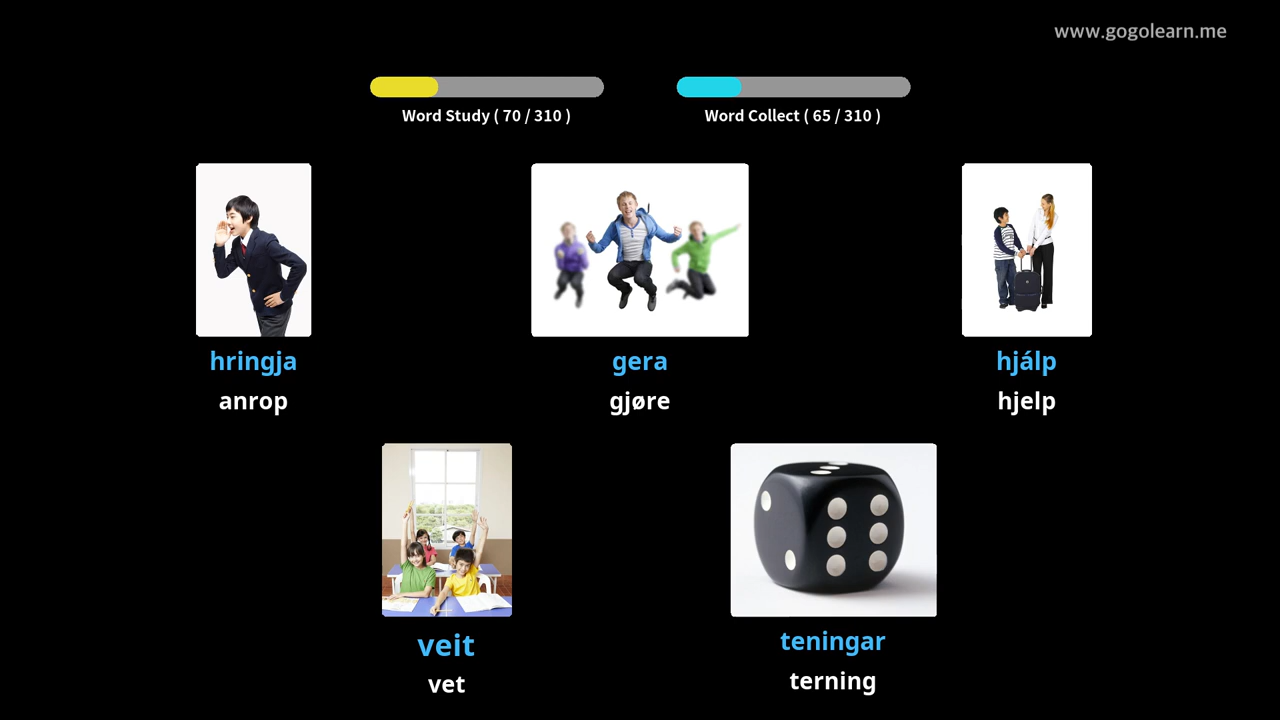 www.gogolearn.me
Word Study ( 70 / 310 )
Word Collect ( 65 / 310 )
hringja
anrop
gera
gjøre
hjálp
hjelp
veit
vet
teningar
terning